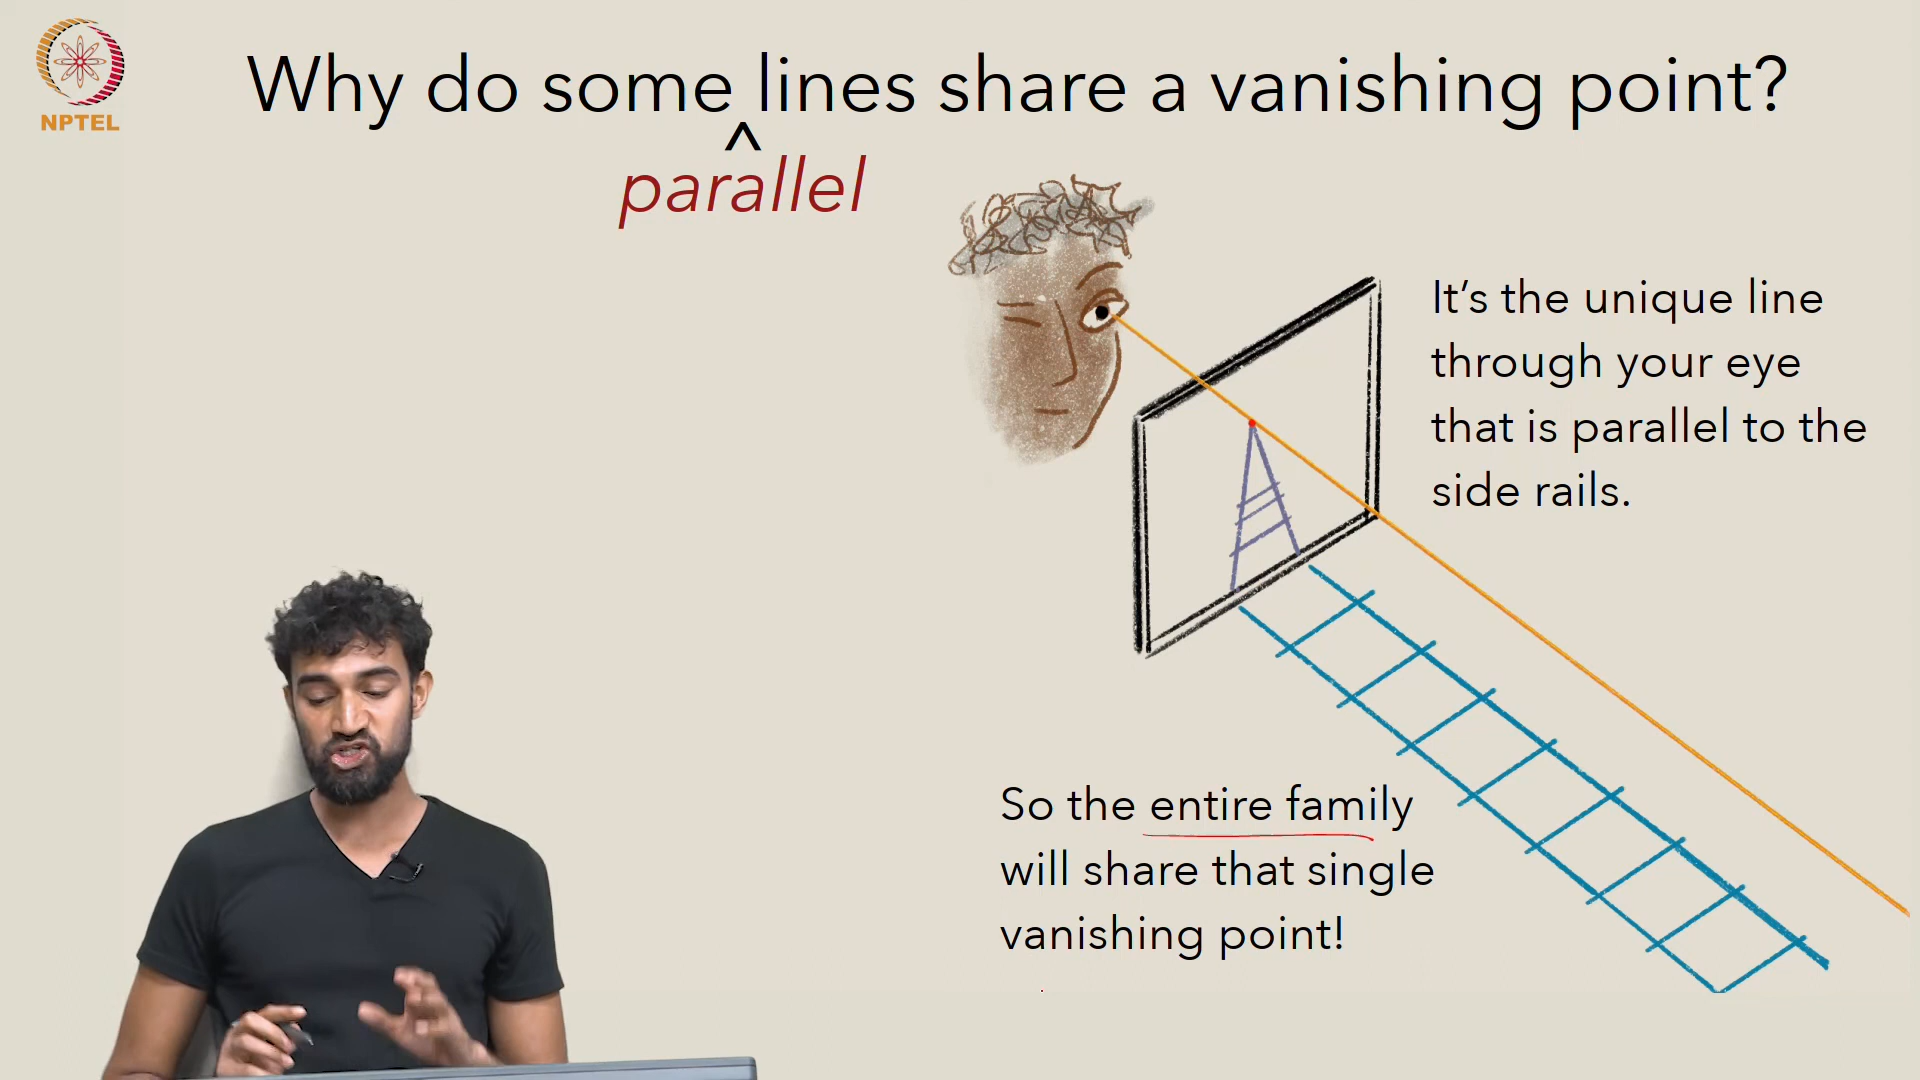 NPTEL
Why do some lines share a vanishing point?
^
parallel
It’s the unique line
through your eye
that is parallel to the
side rails.
So the entire family
will share that single
vanishing point!